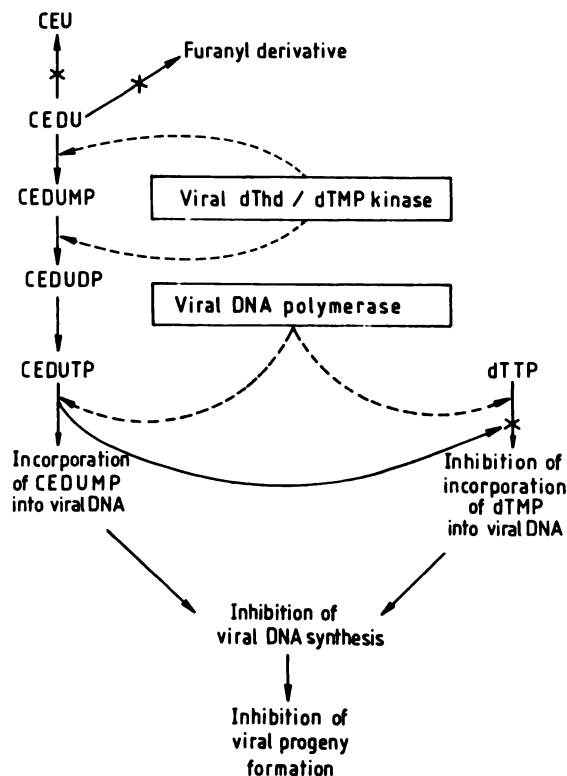 CEU
Furanyl derivative
CEDU
CEDUMP
Viral dThd / dTMP kinase
CEDUDP
Viral DNA polymerase
CEDUTP
dTTP
Incorporation
of CEDUMP
into viral DNA
Inhibition of
incorporation
of dTMP
into viral DNA
Inhibition of
viral DNA synthesis
Inhibition of
viral progeny
formation